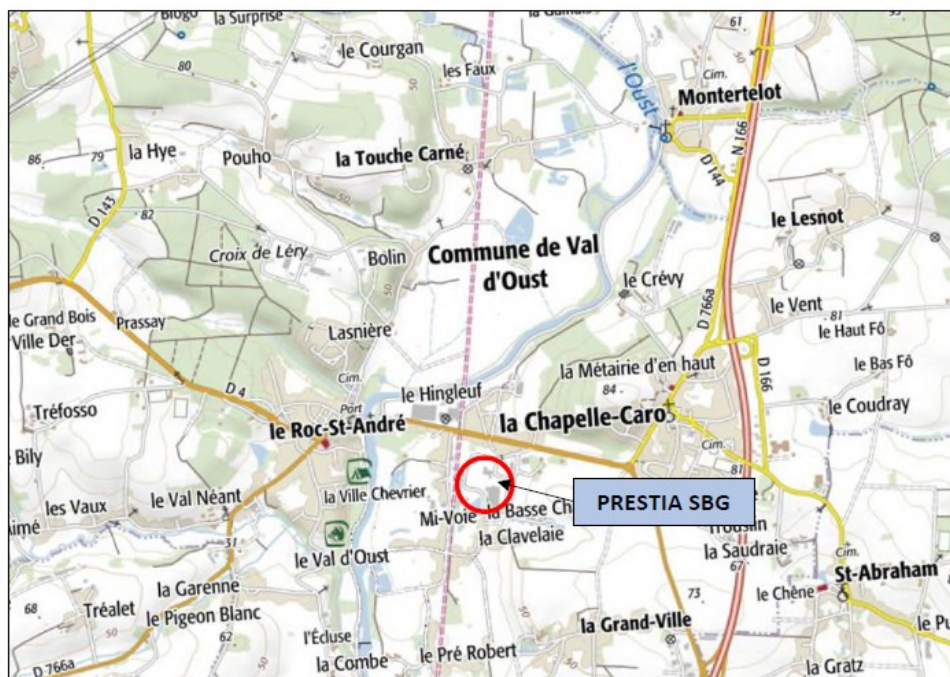 la Surprise
le Courgan
80
les Faux
61
Cim.
l'Oust
Montertelot
N 166
D 144
86
79
la Hye
Pouho
la Touche Carné
50
D 143
82
le Lesnot
Croix de Léry
Bolin
50
Commune de Val
d'Oust
le Crévy
D 766a
le Vent
le Grand Bois
Prassay
Ville Der
Lasnière
81
le Haut Fô
la Métairie d'en haut
D 166
le Bas Fô
D 4
Cim.
le Hingleuf
84
Tréfosso
Port
la Chapelle-Caro
le Coudray
le Roc-St-André
Cim.
Bily
81
la Ville Chevrier
PRESTIA SBG
les Vaux
le Val Néant
Mi-Voie
la Basse
la Clavelaie
la Saudraie
31
le Val d'Oust
67
Cim.
St-Abraham
la Garenne
le Chêne
68
Tréalet
le Pigeon Blanc
73
50
62
la Grand-Ville
l'Écluse
50
D 766a
la Combe
le Pré Robert
la Gratz